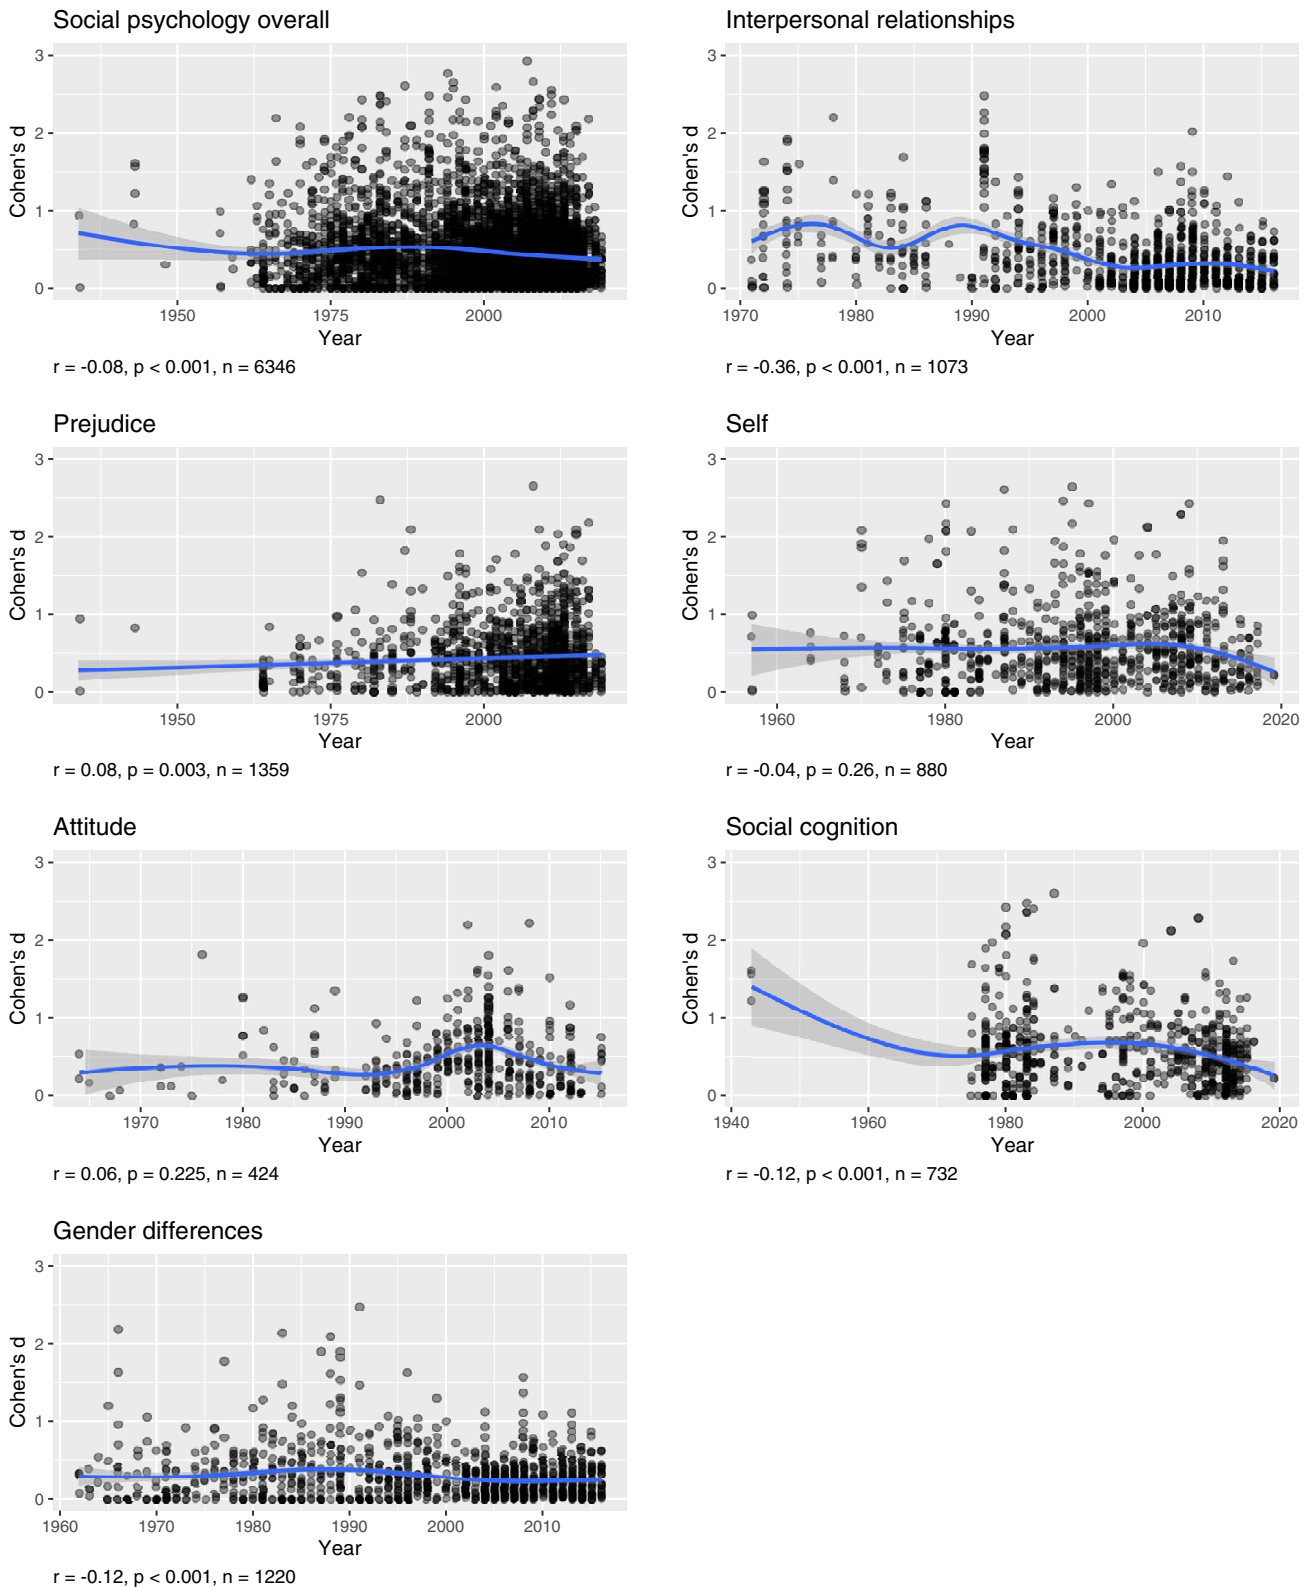 Social psychology overall
3
2
1
0
Cohen's d
1950 1975 2000
Year
r = -0.08, p < 0.001, n = 6346
Interpersonal relationships
3
2
1
0
Cohen's d
1970 1980 1990 2000 2010
Year
r = -0.36, p < 0.001, n = 1073
Prejudice
3
2
1
0
Cohen's d
1950 1975 2000
Year
r = 0.08, p = 0.003, n = 1359
Self
3
2
1
0
Cohen's d
1960 1980 2000 2020
Year
r = -0.04, p = 0.26, n = 880
Attitude
3
2
1
0
Cohen's d
1970 1980 1990 2000 2010
Year
r = 0.06, p = 0.225, n = 424
Social cognition
3
2
1
0
Cohen's d
1940 1960 1980 2000 2020
Year
r = -0.12, p < 0.001, n = 732
Gender differences
3
2
1
0
Cohen's d
1960 1970 1980 1990 2000 2010
Year
r = -0.12, p < 0.001, n = 1220